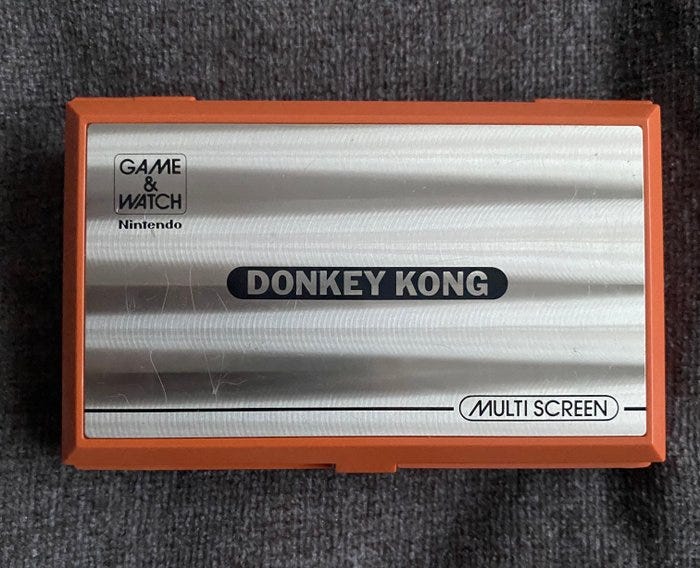 GAME
&
WATCH
Nintendo
DONKEY KONG
MULTI SCREEN